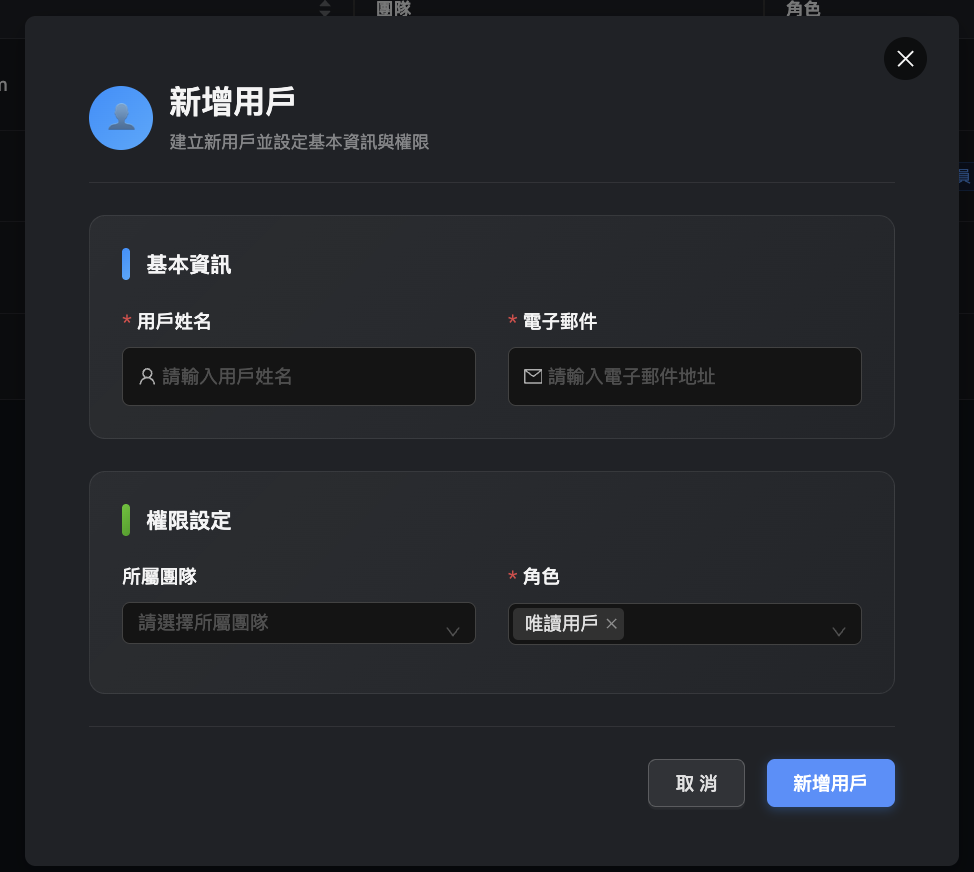 團隊
角色
m
員
新增用戶
建立新用戶並設定基本資訊與權限
基本資訊
* 用戶姓名
* 電子郵件
請輸入用戶姓名
請輸入電子郵件地址
權限設定
所屬團隊
* 角色
請選擇所屬團隊
唯讀用戶
取 消
新增用戶